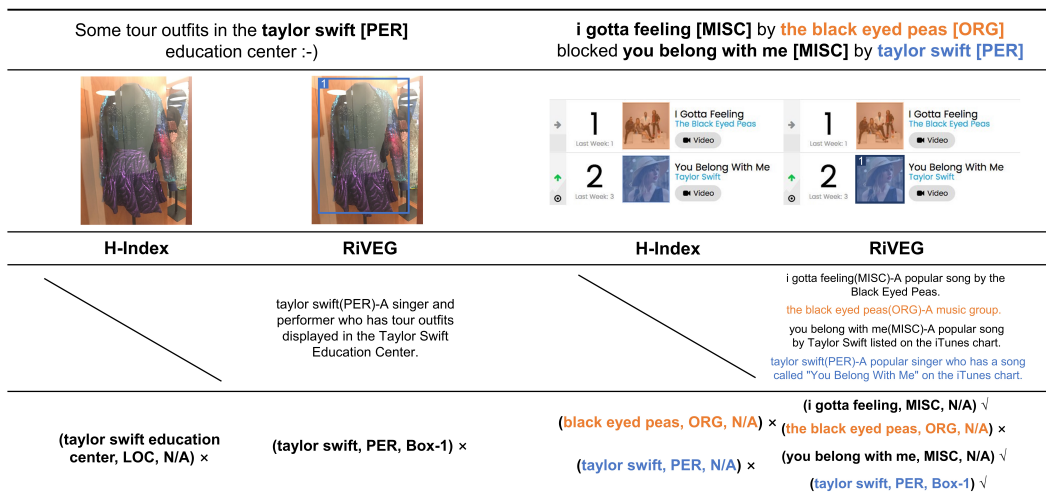 Some tour outfits in the taylor swift [PER]
education center :-)
i gotta feeling [MISC] by the black eyed peas [ORG]
blocked you belong with me [MISC] by taylor swift [PER]
1
1
Last Week: 1
I Gotta Feeling
The Black Eyed Peas
Video
2
Last Week: 3
You Belong With Me
Taylor Swift
Video
1
Last Week: 1
I Gotta Feeling
The Black Eyed Peas
Video
2
Last Week: 3
1
You Belong With Me
Taylor Swift
Video
H-Index
RiVEG
H-Index
RiVEG
taylor swift(PER)-A singer and
performer who has tour outfits
displayed in the Taylor Swift
Education Center.
i gotta feeling(MISC)-A popular song by the
Black Eyed Peas.
the black eyed peas(ORG)-A music group.
you belong with me(MISC)-A popular song
by Taylor Swift listed on the iTunes chart.
taylor swift(PER)-A popular singer who has a song
called "You Belong With Me" on the iTunes chart.
(taylor swift education
center, LOC, N/A) ×
(taylor swift, PER, Box-1) ×
(black eyed peas, ORG, N/A) ×
(taylor swift, PER, N/A) ×
(i gotta feeling, MISC, N/A) √
(the black eyed peas, ORG, N/A) ×
(you belong with me, MISC, N/A) √
(taylor swift, PER, Box-1) √